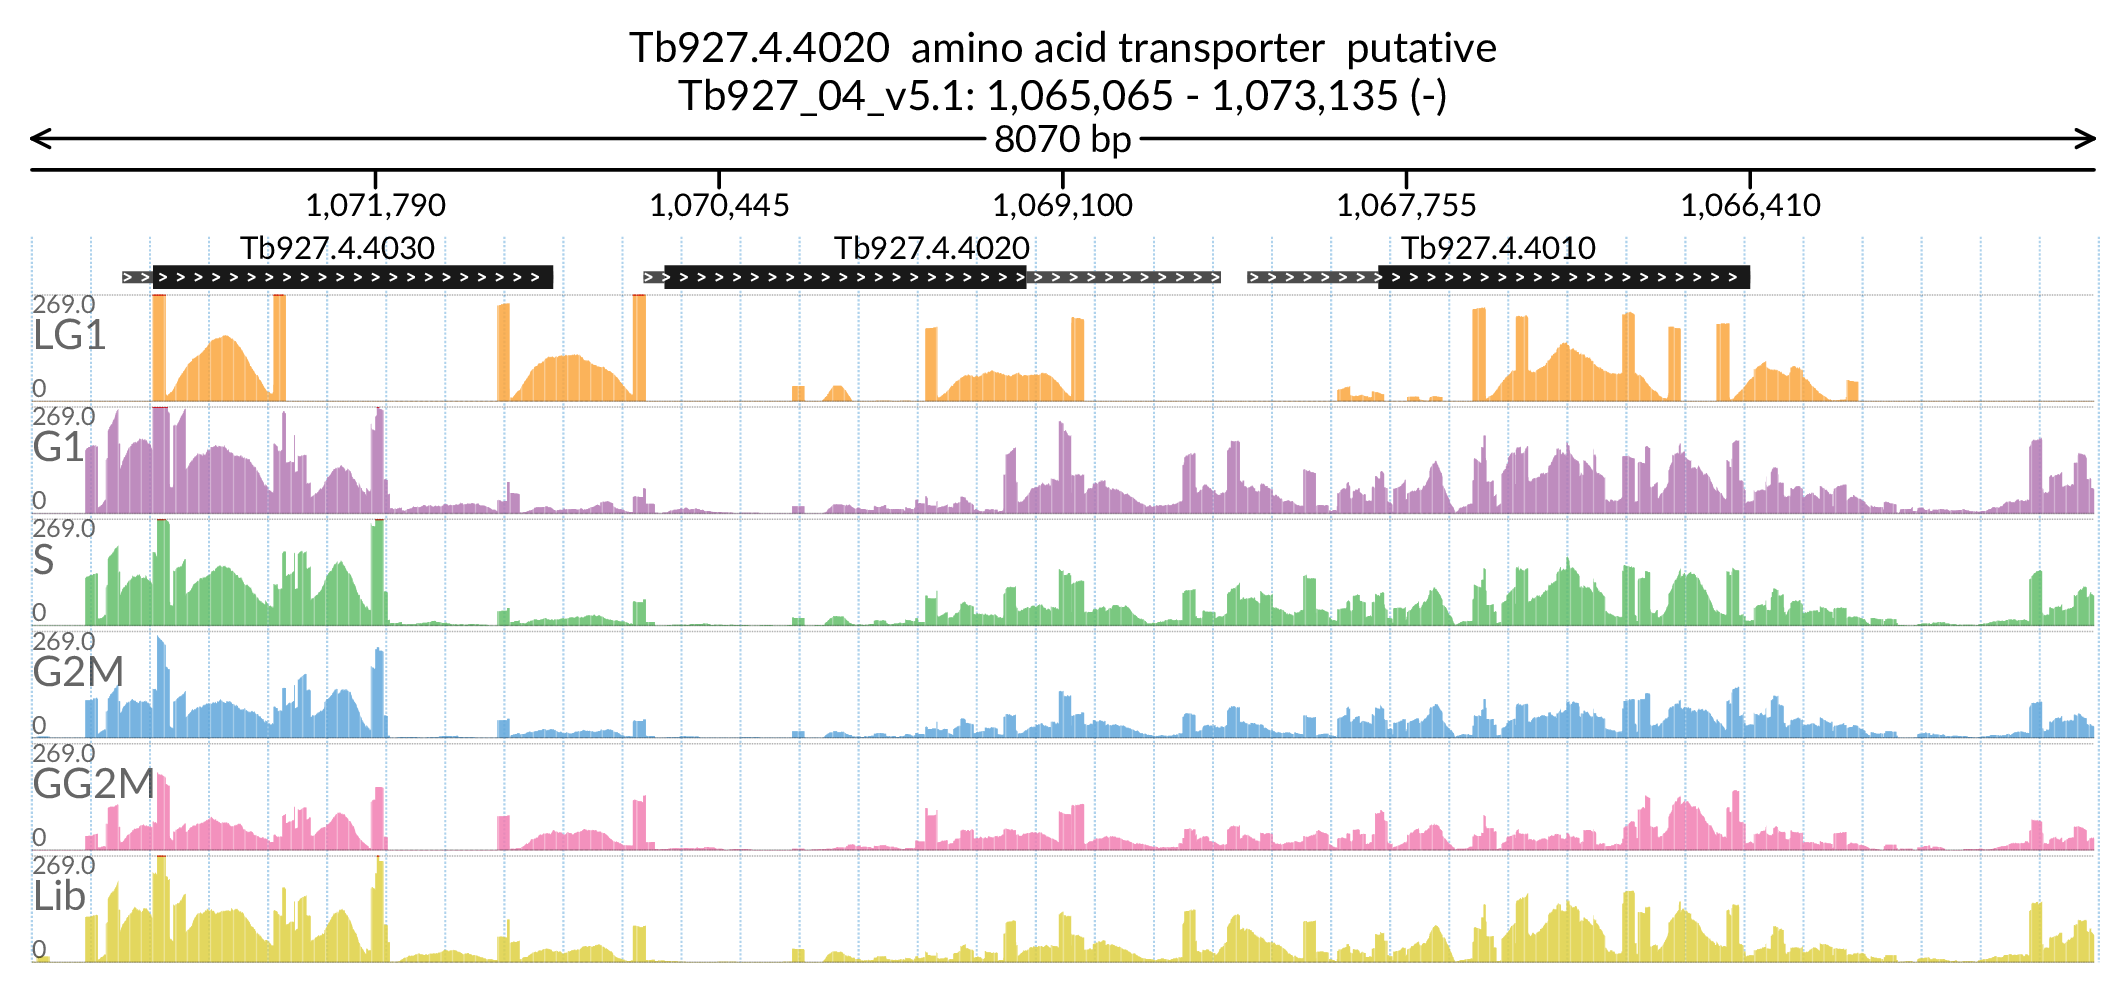 Tb927.4.4020  amino acid transporter  putative
Tb927_04_v5.1: 1,065,065 - 1,073,135 (-)
8070 bp
1,071,790 1,070,445 1,069,100 1,067,755 1,066,410
Tb927.4.4030 Tb927.4.4020 Tb927.4.4010
269.0
LG1
0
269.0
G1
0
269.0
S
0
269.0
G2M
0
269.0
GG2M
0
269.0
Lib
0